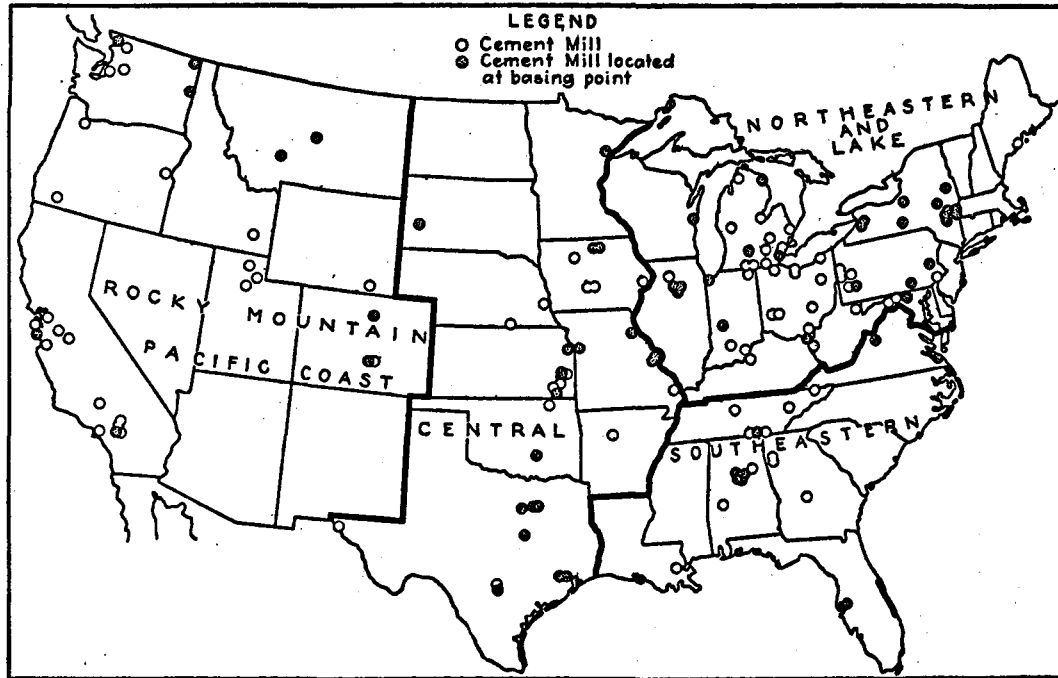 LEGEND
Cement Mill
Cement Mill located
at basing point
NORTHEASTERN
AND
LAKE
ROCKY MOUNTAIN
PACIFIC COAST
CENTRAL
SOUTHEASTERN